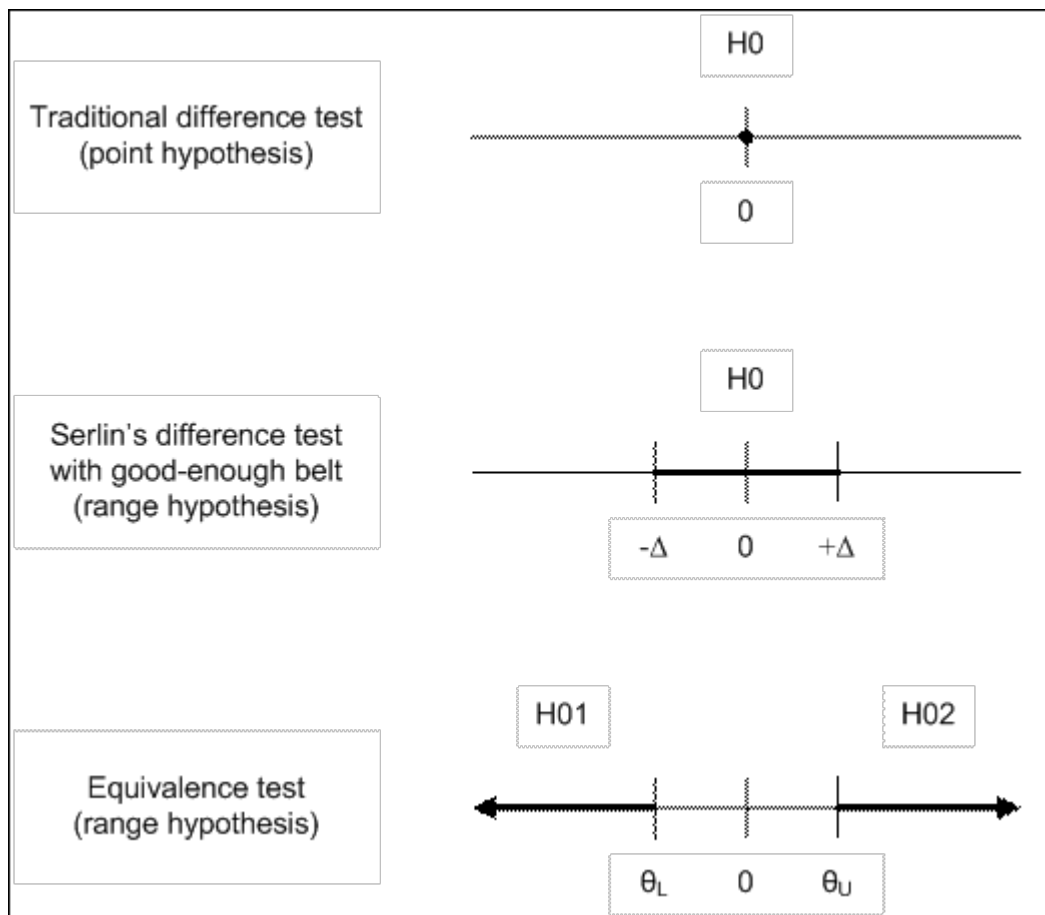 H0
Traditional difference test
(point hypothesis)
0
H0
Serlin's difference test
with good-enough belt
(range hypothesis)
-Δ 0 +Δ
H01 H02
Equivalence test
(range hypothesis)
θL 0 θU